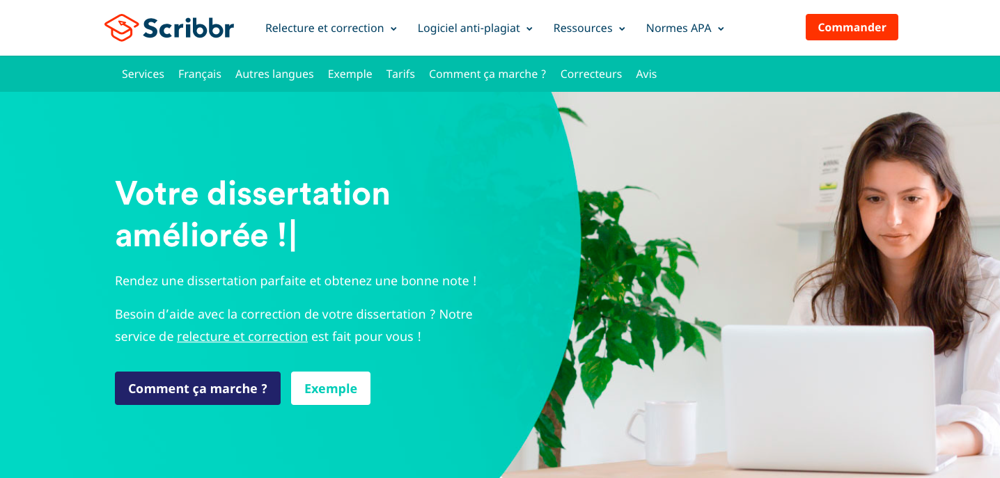 Scribbr
Relecture et correction
Logiciel anti-plagiat
Ressources
Normes APA
Commander
Services
Français
Autres langues
Exemple
Tarifs
Comment ça marche ?
Correcteurs
Avis
Votre dissertation
améliorée !|
Rendez une dissertation parfaite et obtenez une bonne note !
Besoin d’aide avec la correction de votre dissertation ? Notre
service de relecture et correction est fait pour vous !
Comment ça marche ?
Exemple